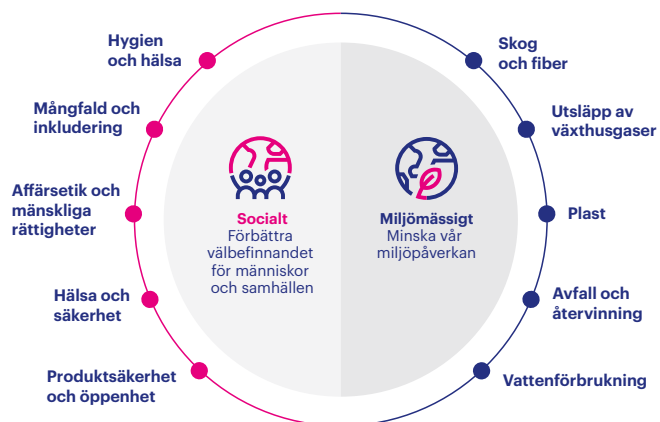 Hygien
och hälsa
Mångfald och
inkludering
Affärsetik och
mänskliga
rättigheter
Hälsa och
säkerhet
Produktsäkerhet
och öppenhet
Socialt
Förbättra
välbefinnandet
för människor
och samhällen
Miljömässigt
Minska vår
miljöpåverkan
Skog
och fiber
Utsläpp av
växthusgaser
Plast
Avfall och
återvinning
Vattenförbrukning